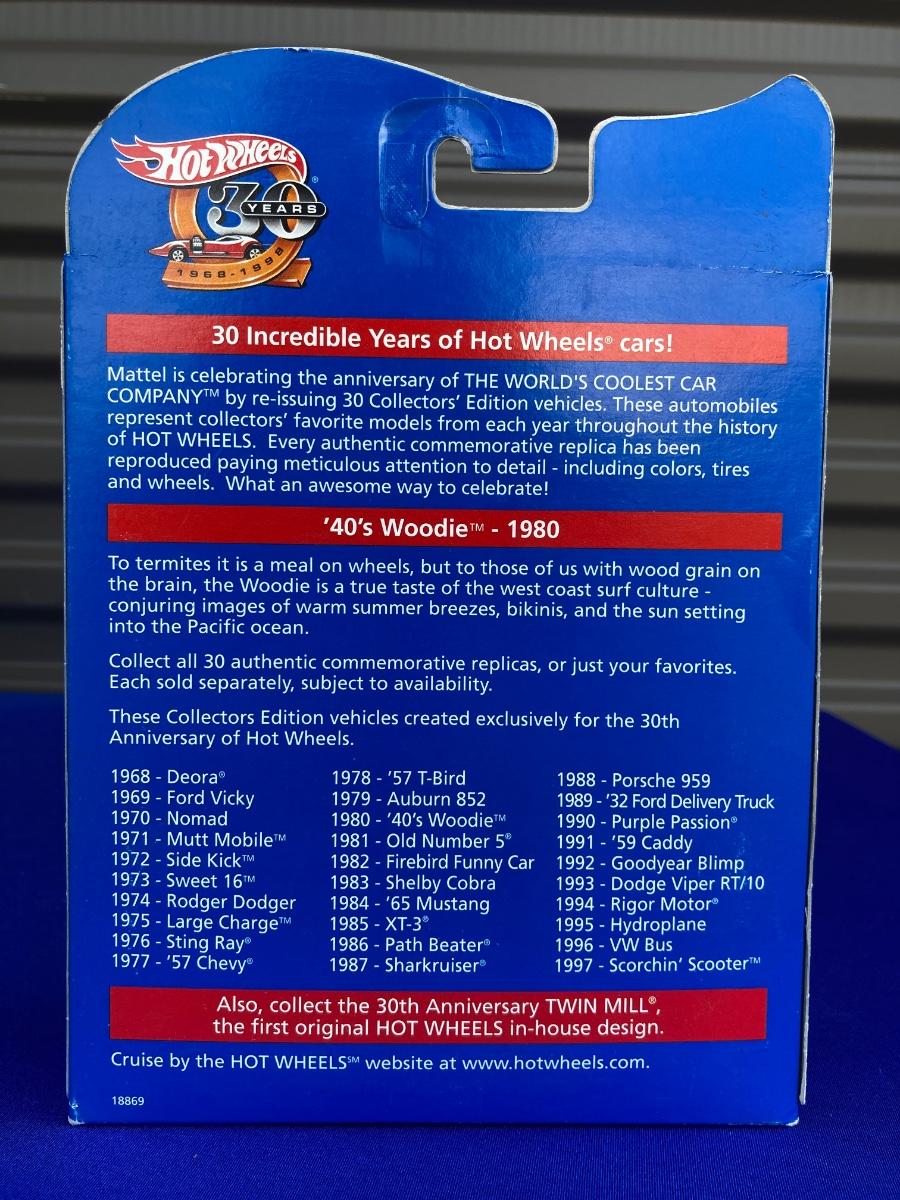 Hot Wheels®
30
YEARS
1968-1998
30 Incredible Years of Hot Wheels® cars!
Mattel is celebrating the anniversary of THE WORLD'S COOLEST CAR
COMPANY™ by re-issuing 30 Collectors' Edition vehicles. These automobiles
represent collectors' favorite models from each year throughout the history
of HOT WHEELS. Every authentic commemorative replica has been
reproduced paying meticulous attention to detail - including colors, tires
and wheels. What an awesome way to celebrate!
'40's Woodie™ - 1980
To termites it is a meal on wheels, but to those of us with wood grain on
the brain, the Woodie is a true taste of the west coast surf culture -
conjuring images of warm summer breezes, bikinis, and the sun setting
into the Pacific ocean.
Collect all 30 authentic commemorative replicas, or just your favorites.
Each sold separately, subject to availability.
These Collectors Edition vehicles created exclusively for the 30th
Anniversary of Hot Wheels.
1968 - Deora®
1969 - Ford Vicky
1970 - Nomad
1971 - Mutt Mobile™
1972 - Side Kick™
1973 - Sweet 16™
1974 - Rodger Dodger
1975 - Large Charge™
1976 - Sting Ray®
1977 - '57 Chevy®
1978 - '57 T-Bird
1979 - Auburn 852
1980 - '40's Woodie™
1981 - Old Number 5®
1982 - Firebird Funny Car
1983 - Shelby Cobra
1984 - '65 Mustang
1985 - XT-3®
1986 - Path Beater®
1987 - Sharkruiser®
1988 - Porsche 959
1989 - '32 Ford Delivery Truck
1990 - Purple Passion®
1991 - '59 Caddy
1992 - Goodyear Blimp
1993 - Dodge Viper RT/10
1994 - Rigor Motor®
1995 - Hydroplane
1996 - VW Bus
1997 - Scorchin' Scooter™
Also, collect the 30th Anniversary TWIN MILL®,
the first original HOT WHEELS in-house design.
Cruise by the HOT WHEELS℠ website at www.hotwheels.com.
18869